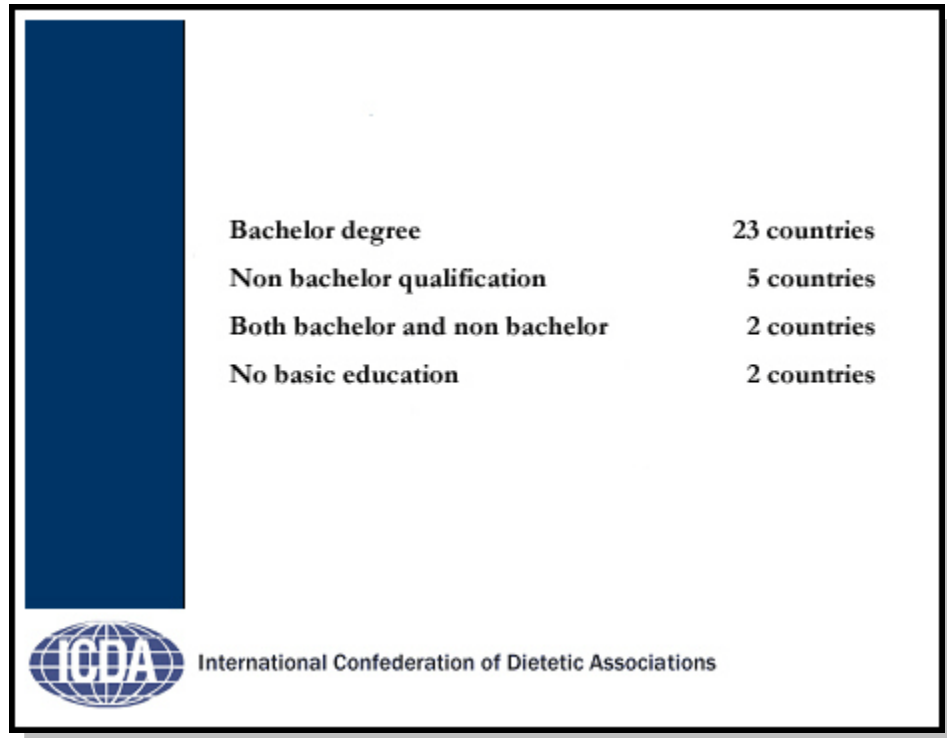 Bachelor degree 23 countries
Non bachelor qualification 5 countries
Both bachelor and non bachelor 2 countries
No basic education 2 countries
ICDA International Confederation of Dietetic Associations